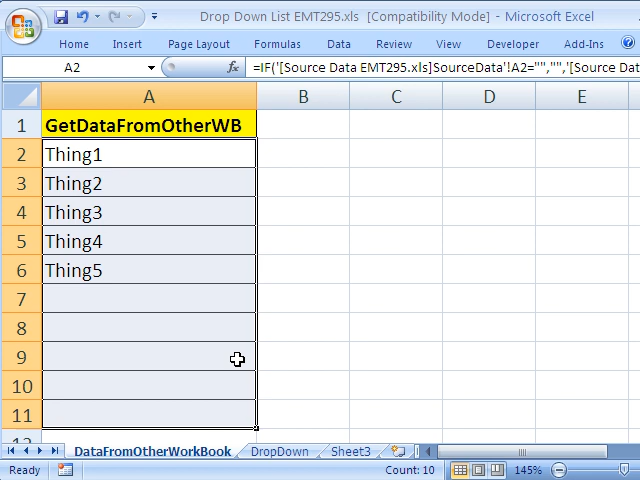 Drop Down List EMT295.xls [Compatibility Mode] - Microsoft Excel
Home Insert Page Layout Formulas Data Review View Developer Add-Ins
A2 fx =IF('[Source Data EMT295.xls]SourceData'!A2="","",'[Source Dat
A B C D E
1 GetDataFromOtherWB
2 Thing1
3 Thing2
4 Thing3
5 Thing4
6 Thing5
7
8
9
10
11
DataFromOtherWorkBook DropDown Sheet3
Ready Count: 10 145%